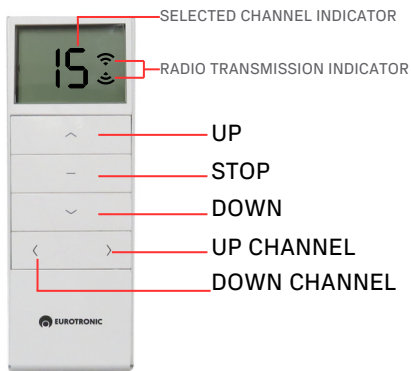 SELECTED CHANNEL INDICATOR
15
RADIO TRANSMISSION INDICATOR
UP
STOP
DOWN
UP CHANNEL
DOWN CHANNEL
EUROTRONIC